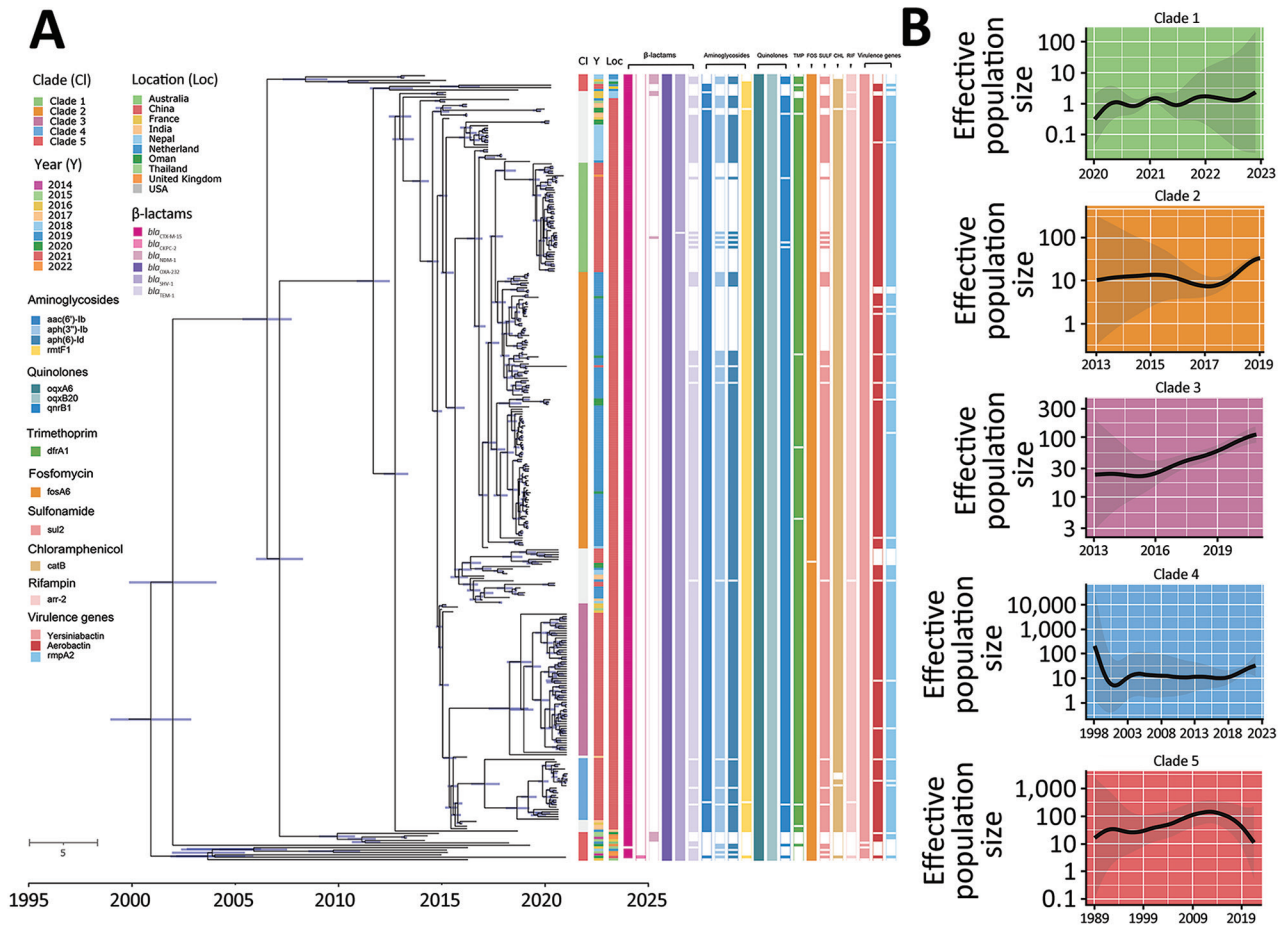 A
Clade (Cl)
Clade 1
Clade 2
Clade 3
Clade 4
Clade 5
Year (Y)
2014
2015
2016
2017
2018
2019
2020
2021
2022
Location (Loc)
Australia
China
France
India
Nepal
Netherland
Oman
Thailand
United Kingdom
USA
β-lactams
blaCTX-M-15
blaCKPC-2
blaNDM-1
blaOXA-232
blaSHV-1
blaTEM-1
Aminoglycosides
aac(6')-Ib
aph(3'')-Ib
aph(6)-Id
rmtF1
Quinolones
oqxA6
oqxB20
qnrB1
Trimethoprim
dfrA1
Fosfomycin
fosA6
Sulfonamide
sul2
Chloramphenicol
catB
Rifampin
arr-2
Virulence genes
Yersiniabactin
Aerobactin
rmpA2
5
1995 2000 2005 2010 2015 2020 2025
Cl Y Loc
β-lactams Aminoglycosides Quinolones TMP FOS SULF CHL RIF Virulence genes
B
Clade 1
Effective
population
size
100
10
1
0.1
2020 2021 2022 2023
Clade 2
Effective
population
size
100
10
1
2013 2015 2017 2019
Clade 3
Effective
population
size
300
100
30
10
3
2013 2016 2019
Clade 4
Effective
population
size
10,000
1,000
100
10
1
1998 2003 2008 2013 2018 2023
Clade 5
Effective
population
size
1,000
100
10
1
0.1
1989 1999 2009 2019